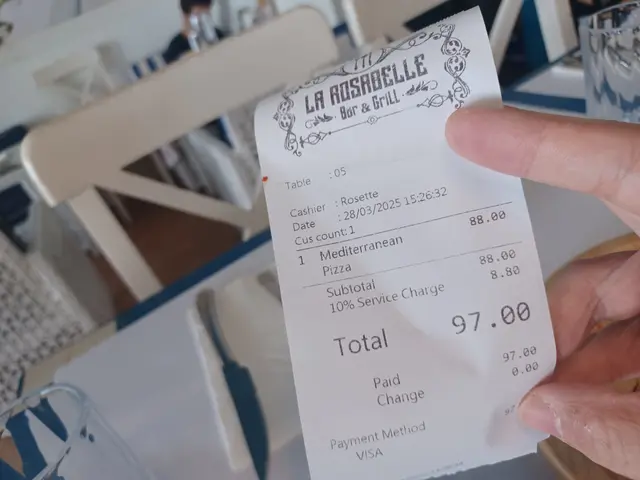 LA ROSABELLE
Bar & Grill
Table : 05
Cashier : Rosette
Date : 28/03/2025 15:26:32
Cus count: 1
1 Mediterranean 88.00
Pizza
Subtotal 88.00
10% Service Charge 8.80
Total 97.00
Paid 97.00
Change 0.00
Payment Method
VISA